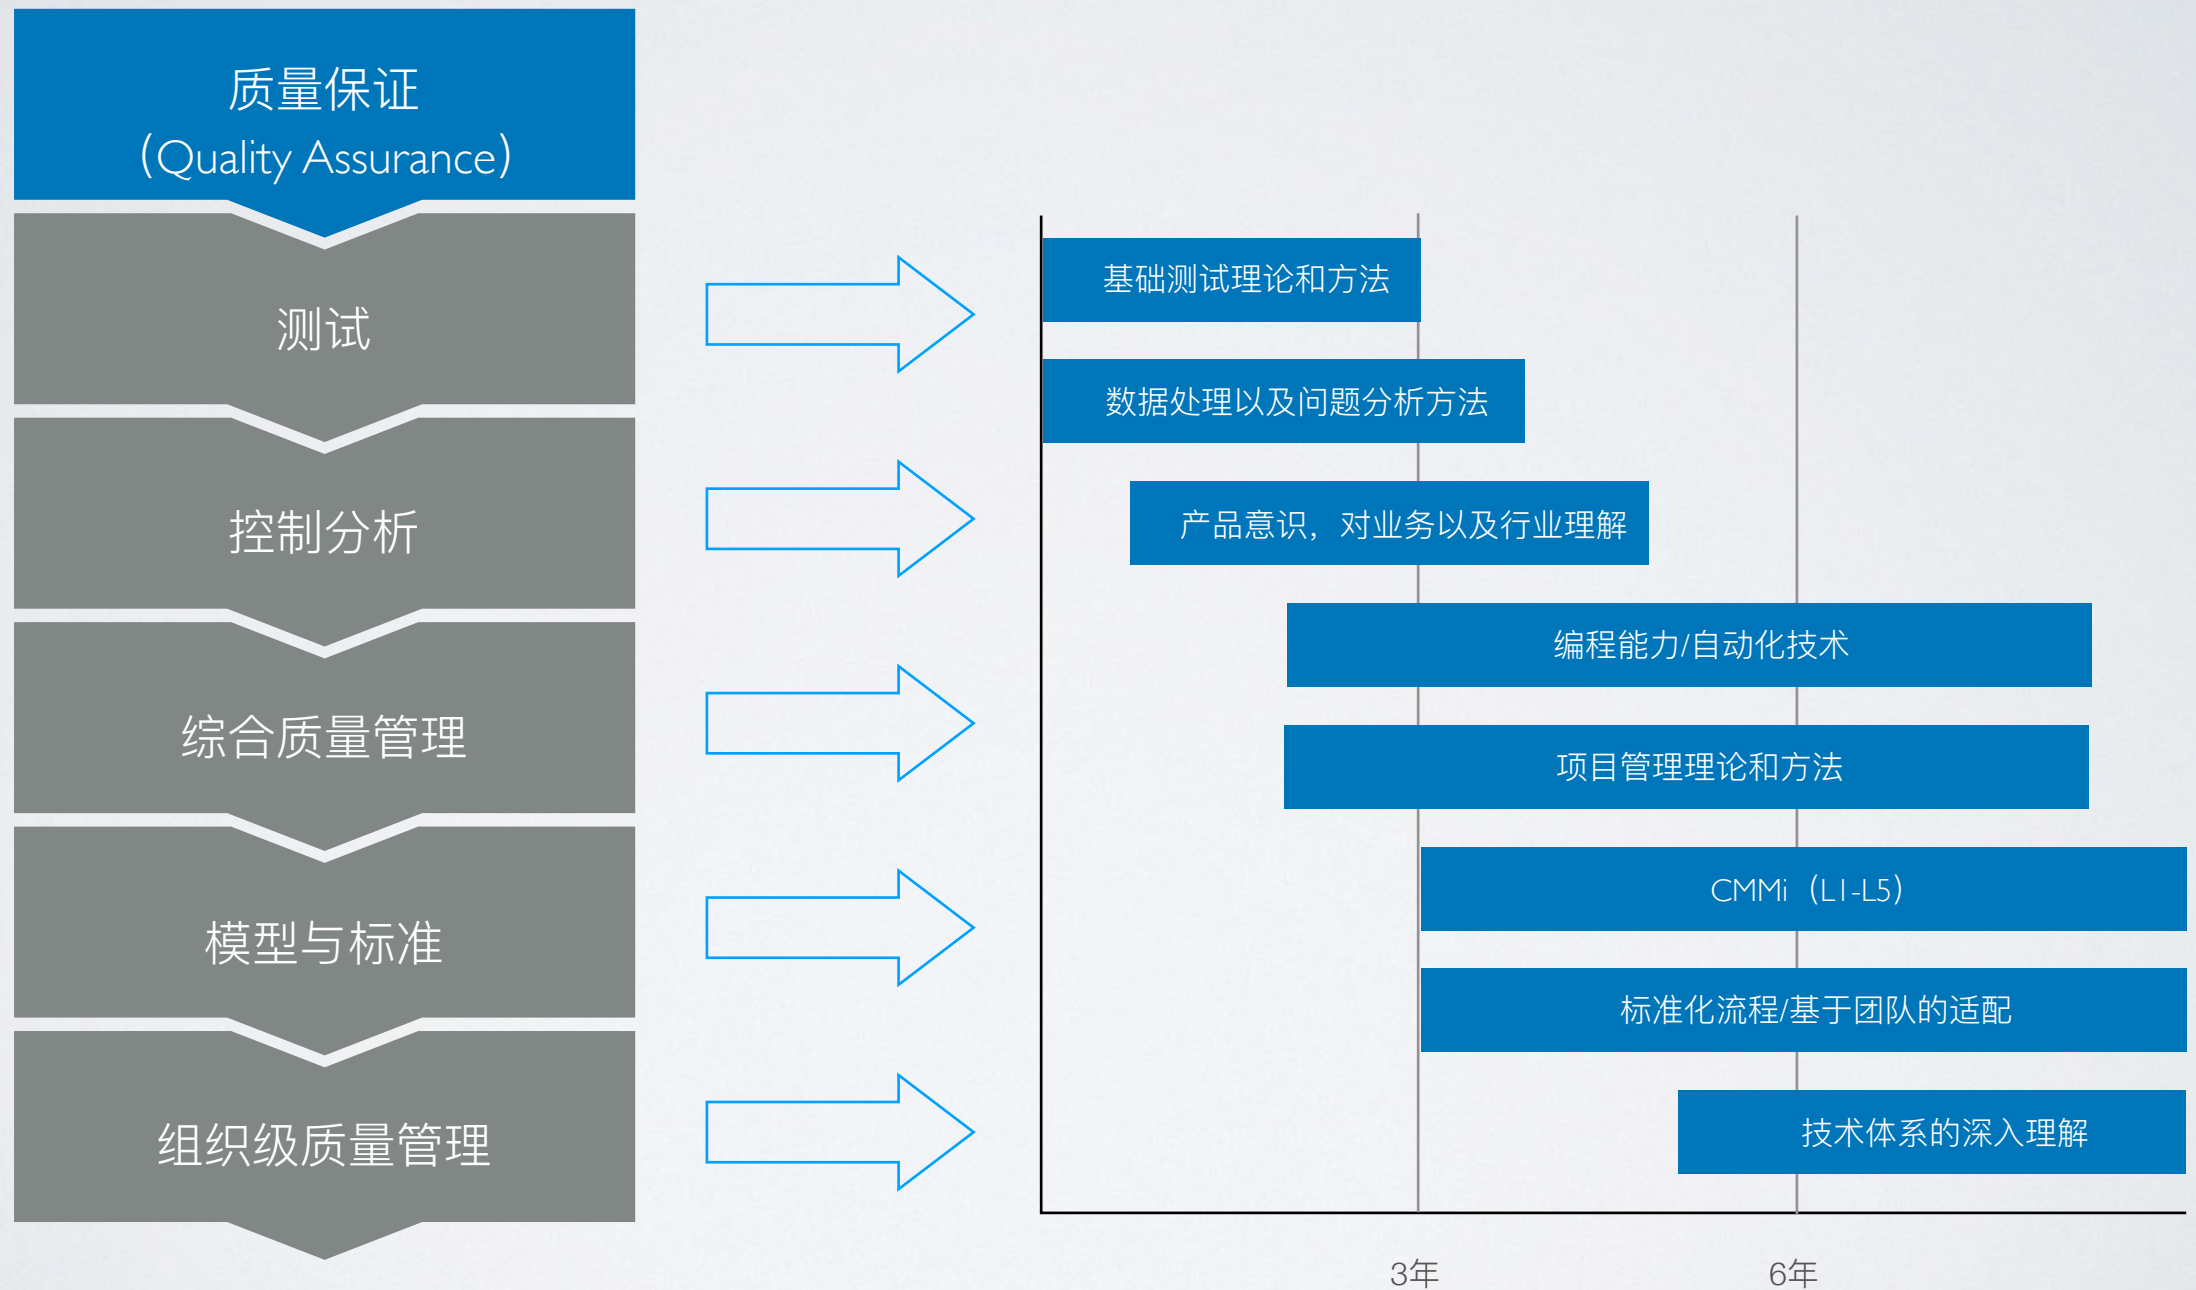 质量保证
（Quality Assurance）
测试
控制分析
综合质量管理
模型与标准
组织级质量管理
基础测试理论和方法
数据处理以及问题分析方法
产品意识，对业务以及行业理解
编程能力/自动化技术
项目管理理论和方法
CMMi（L1-L5）
标准化流程/基于团队的适配
技术体系的深入理解
3年
6年